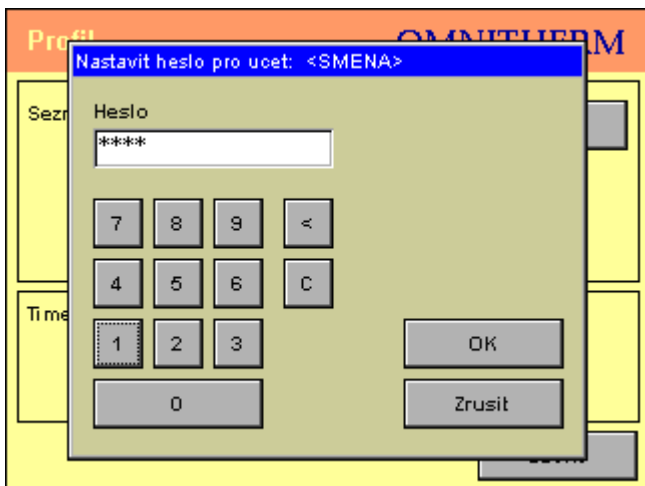 Nastavit heslo pro ucet: <SMENA>
Heslo
****
7 8 9 <
4 5 6 C
1 2 3 OK
0 Zrusit